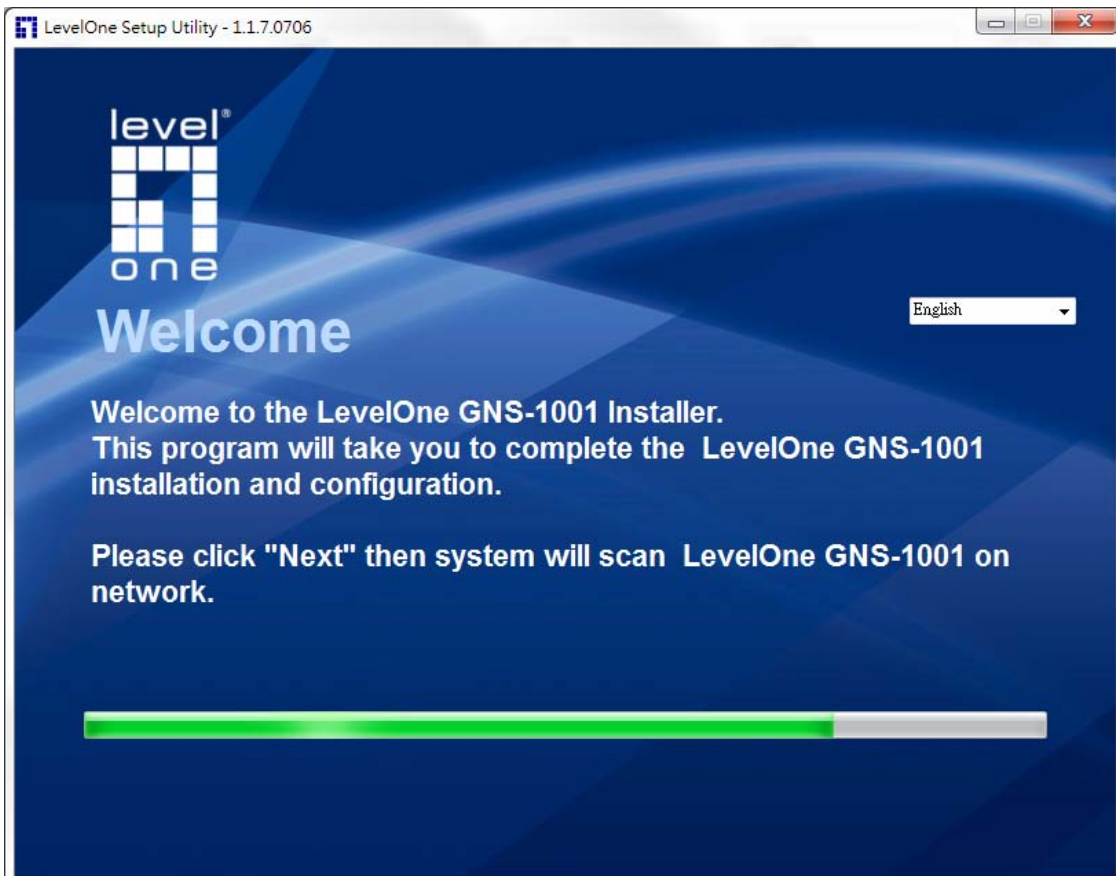 LevelOne Setup Utility - 1.1.7.0706
level®
one
Welcome
English
Welcome to the LevelOne GNS-1001 Installer.
This program will take you to complete the  LevelOne GNS-1001
installation and configuration.
Please click "Next" then system will scan  LevelOne GNS-1001 on
network.